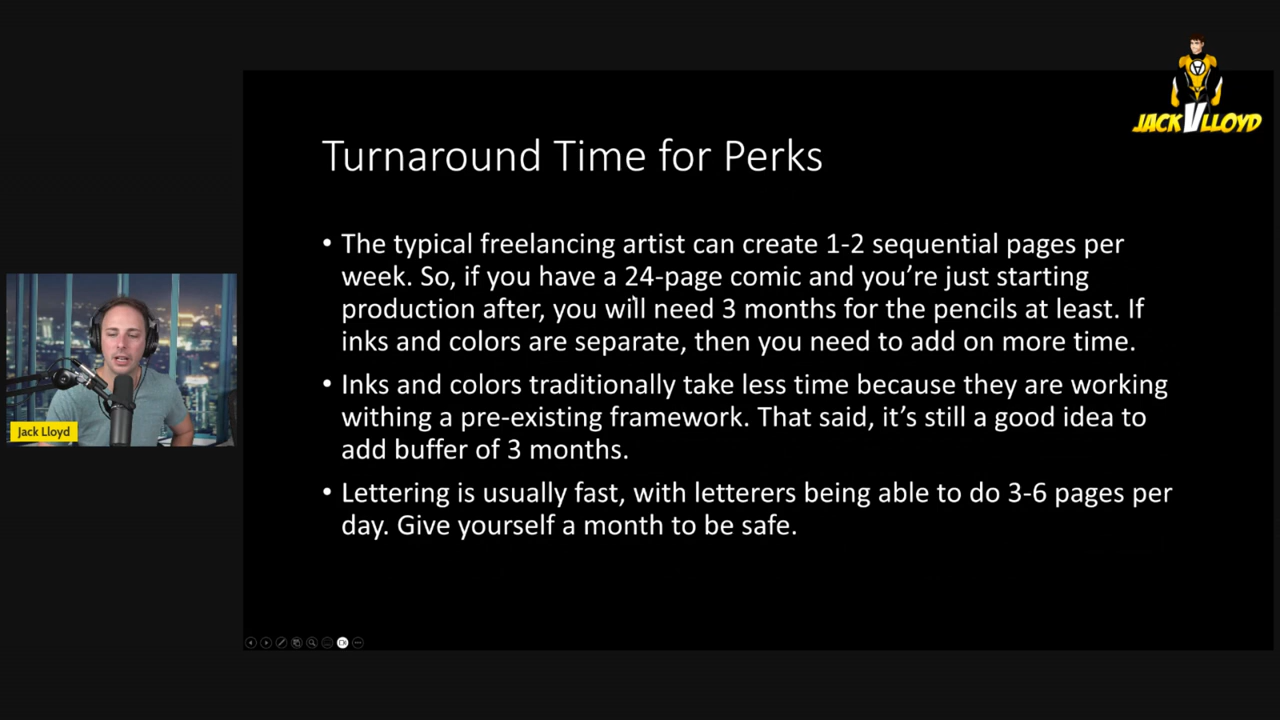 JACK V LLOYD
Turnaround Time for Perks
• The typical freelancing artist can create 1-2 sequential pages per
week. So, if you have a 24-page comic and you’re just starting
production after, you will need 3 months for the pencils at least. If
inks and colors are separate, then you need to add on more time.
• Inks and colors traditionally take less time because they are working
withing a pre-existing framework. That said, it’s still a good idea to
add buffer of 3 months.
• Lettering is usually fast, with letterers being able to do 3-6 pages per
day. Give yourself a month to be safe.
Jack Lloyd